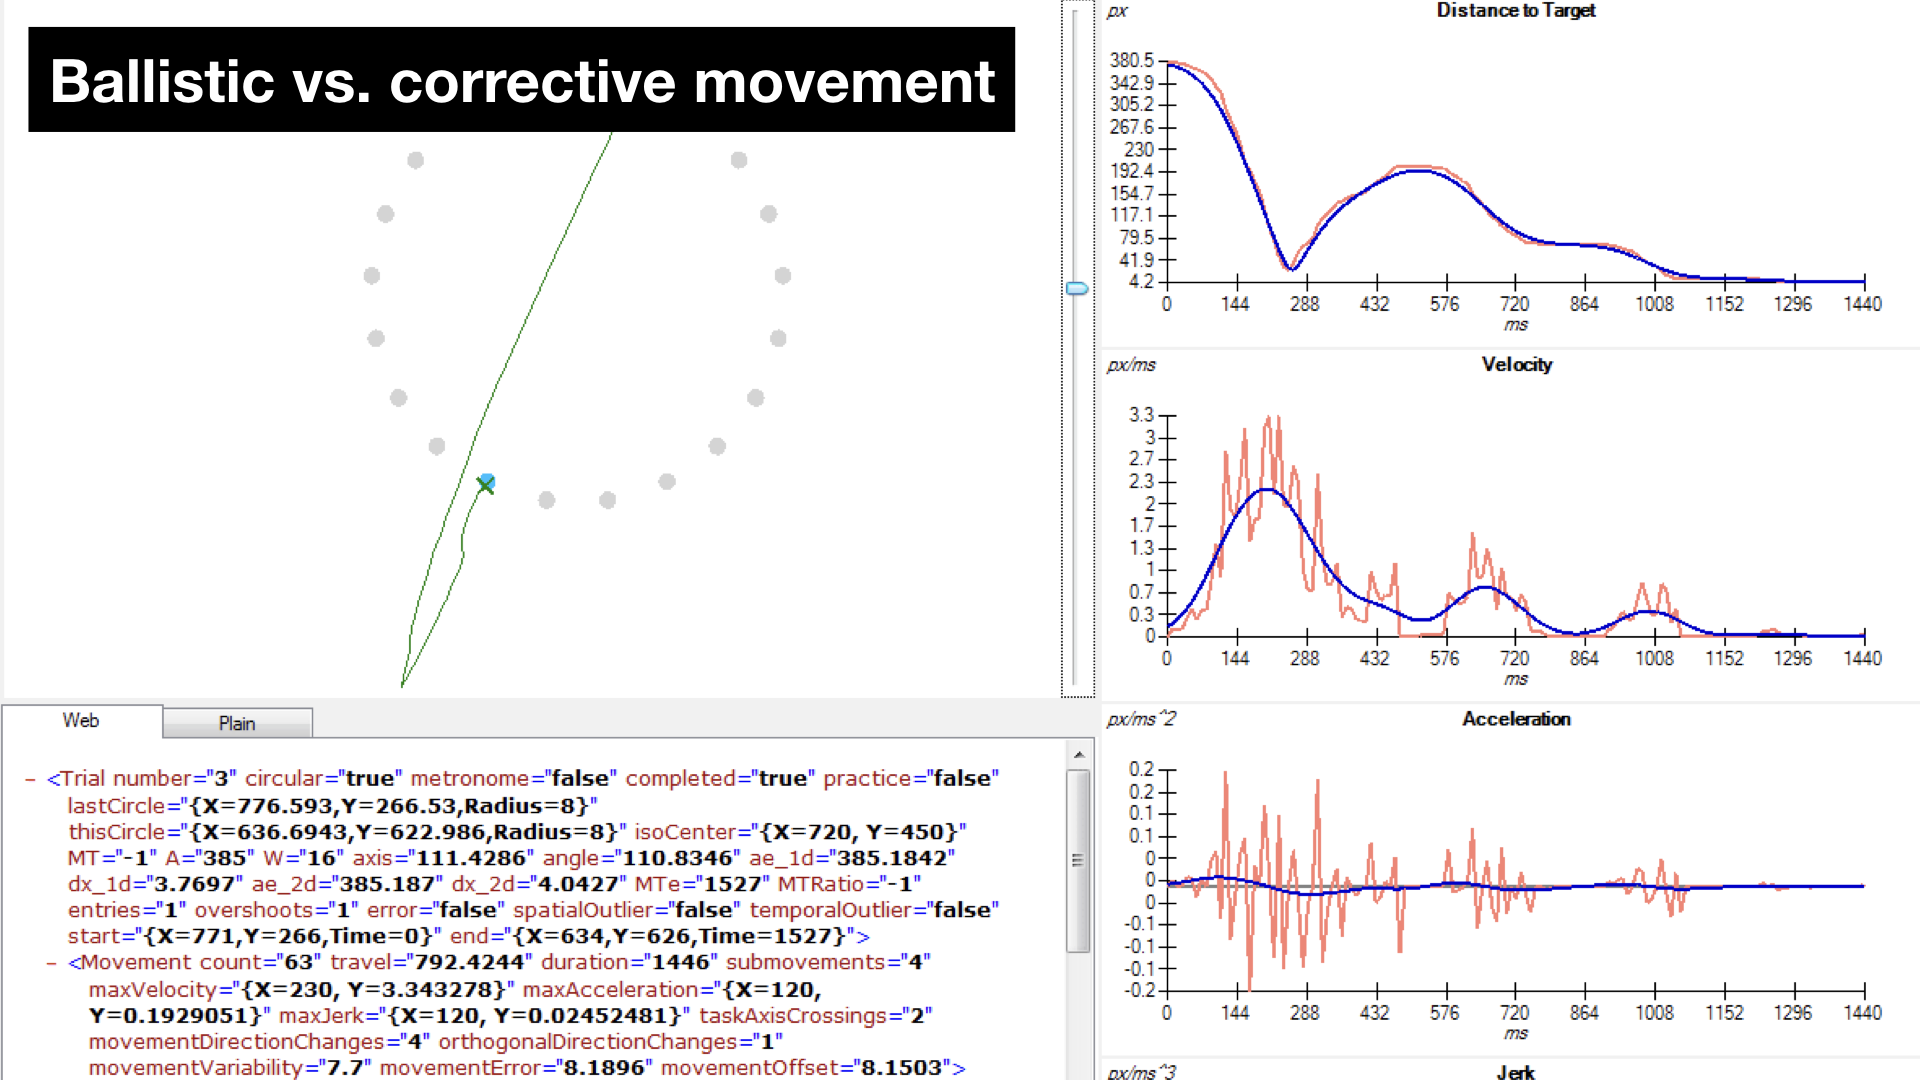 Ballistic vs. corrective movement
Web
Plain
– <Trial number="3" circular="true" metronome="false" completed="true" practice="false"
lastCircle="{X=776.593,Y=266.53,Radius=8}"
thisCircle="{X=636.6943,Y=622.986,Radius=8}" isoCenter="{X=720, Y=450}"
MT="-1" A="385" W="16" axis="111.4286" angle="110.8346" ae_1d="385.1842"
dx_1d="3.7697" ae_2d="385.187" dx_2d="4.0427" MTe="1527" MTRatio="-1"
entries="1" overshoots="1" error="false" spatialOutlier="false" temporalOutlier="false"
start="{X=771,Y=266,Time=0}" end="{X=634,Y=626,Time=1527}">
– <Movement count="63" travel="792.4244" duration="1446" submovements="4"
maxVelocity="{X=230, Y=3.343278}" maxAcceleration="{X=120,
Y=0.1929051}" maxJerk="{X=120, Y=0.02452481}" taskAxisCrossings="2"
movementDirectionChanges="4" orthogonalDirectionChanges="1"
movementVariability="7.7" movementError="8.1896" movementOffset="8.1503">
px
Distance to Target
380.5
342.9
305.2
267.6
230
192.4
154.7
117.1
79.5
41.9
4.2
0 144 288 432 576 720 864 1008 1152 1296 1440
ms
px/ms
Velocity
3.3
3
2.7
2.3
2
1.7
1.3
1
0.7
0.3
0
0 144 288 432 576 720 864 1008 1152 1296 1440
ms
px/ms^2
Acceleration
0.2
0.2
0.1
0.1
0
0
0
-0.1
-0.1
-0.1
-0.2
0 144 288 432 576 720 864 1008 1152 1296 1440
ms
px/ms^3
Jerk